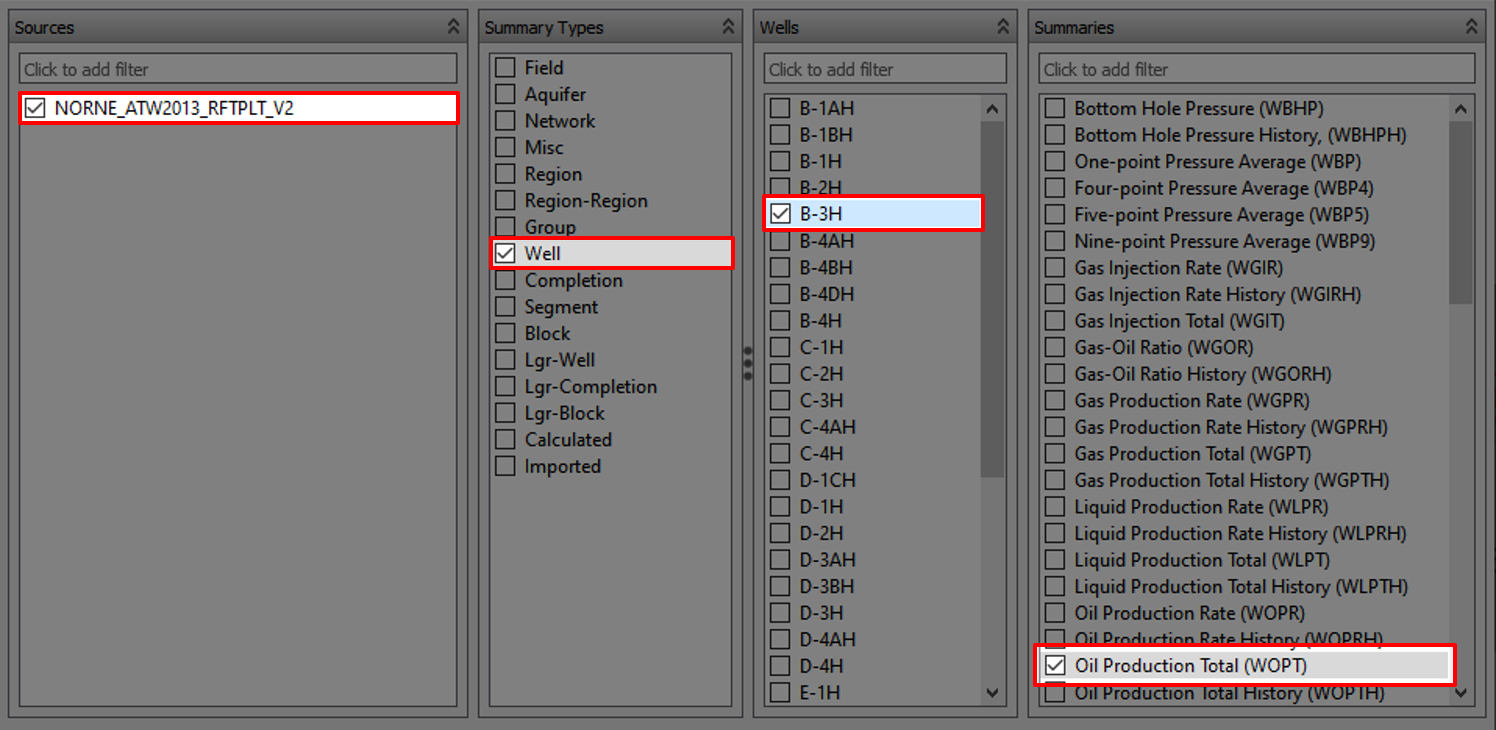 Sources
Click to add filter
NORNE_ATW2013_RFTPLT_V2
Summary Types
Field
Aquifer
Network
Misc
Region
Region-Region
Group
Well
Completion
Segment
Block
Lgr-Well
Lgr-Completion
Lgr-Block
Calculated
Imported
Wells
Click to add filter
B-1AH
B-1BH
B-1H
B-2H
B-3H
B-4AH
B-4BH
B-4DH
B-4H
C-1H
C-2H
C-3H
C-4AH
C-4H
D-1CH
D-1H
D-2H
D-3AH
D-3BH
D-3H
D-4AH
D-4H
E-1H
Summaries
Click to add filter
Bottom Hole Pressure (WBHP)
Bottom Hole Pressure History, (WBHPH)
One-point Pressure Average (WBP)
Four-point Pressure Average (WBP4)
Five-point Pressure Average (WBP5)
Nine-point Pressure Average (WBP9)
Gas Injection Rate (WGIR)
Gas Injection Rate History (WGIRH)
Gas Injection Total (WGIT)
Gas-Oil Ratio (WGOR)
Gas-Oil Ratio History (WGORH)
Gas Production Rate (WGPR)
Gas Production Rate History (WGPRH)
Gas Production Total (WGPT)
Gas Production Total History (WGPTH)
Liquid Production Rate (WLPR)
Liquid Production Rate History (WLPRH)
Liquid Production Total (WLPT)
Liquid Production Total History (WLPTH)
Oil Production Rate (WOPR)
Oil Production Rate History (WOPRH)
Oil Production Total (WOPT)
Oil Production Total History (WOPTH)